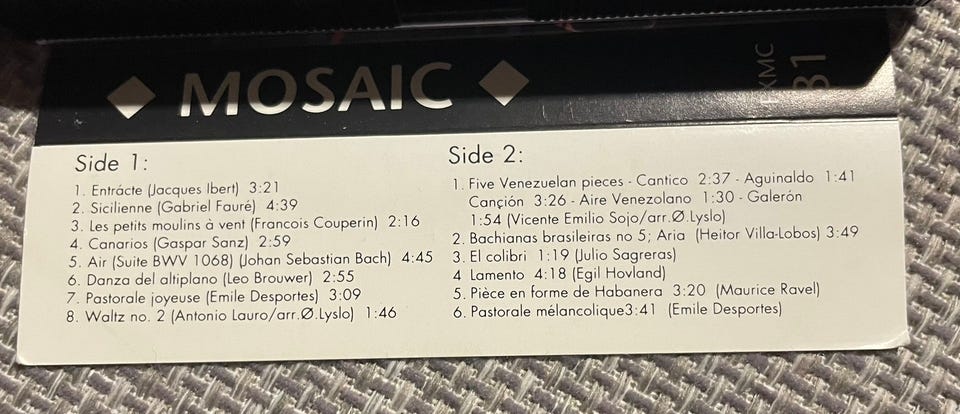 MOSAIC
XMC
81
Side 1:
1. Entrácte (Jacques Ibert) 3:21
2. Sicilienne (Gabriel Fauré) 4:39
3. Les petits moulins à vent (Francois Couperin) 2:16
4. Canarios (Gaspar Sanz) 2:59
5. Air (Suite BWV 1068) (Johan Sebastian Bach) 4:45
6. Danza del altiplano (Leo Brouwer) 2:55
7. Pastorale joyeuse (Emile Desportes) 3:09
8. Waltz no. 2 (Antonio Lauro/arr.Ø.Lyslo) 1:46
Side 2:
1. Five Venezuelan pieces - Cantico 2:37 - Aguinaldo 1:41
Canción 3:26 - Aire Venezolano 1:30 - Galerón
1:54 (Vicente Emilio Sojo/arr.Ø.Lyslo)
2. Bachianas brasileiras no 5; Aria (Heitor Villa-Lobos) 3:49
3. El colibri 1:19 (Julio Sagreras)
4 Lamento 4:18 (Egil Hovland)
5. Pièce en forme de Habanera 3:20 (Maurice Ravel)
6. Pastorale mélancolique3:41 (Emile Desportes)